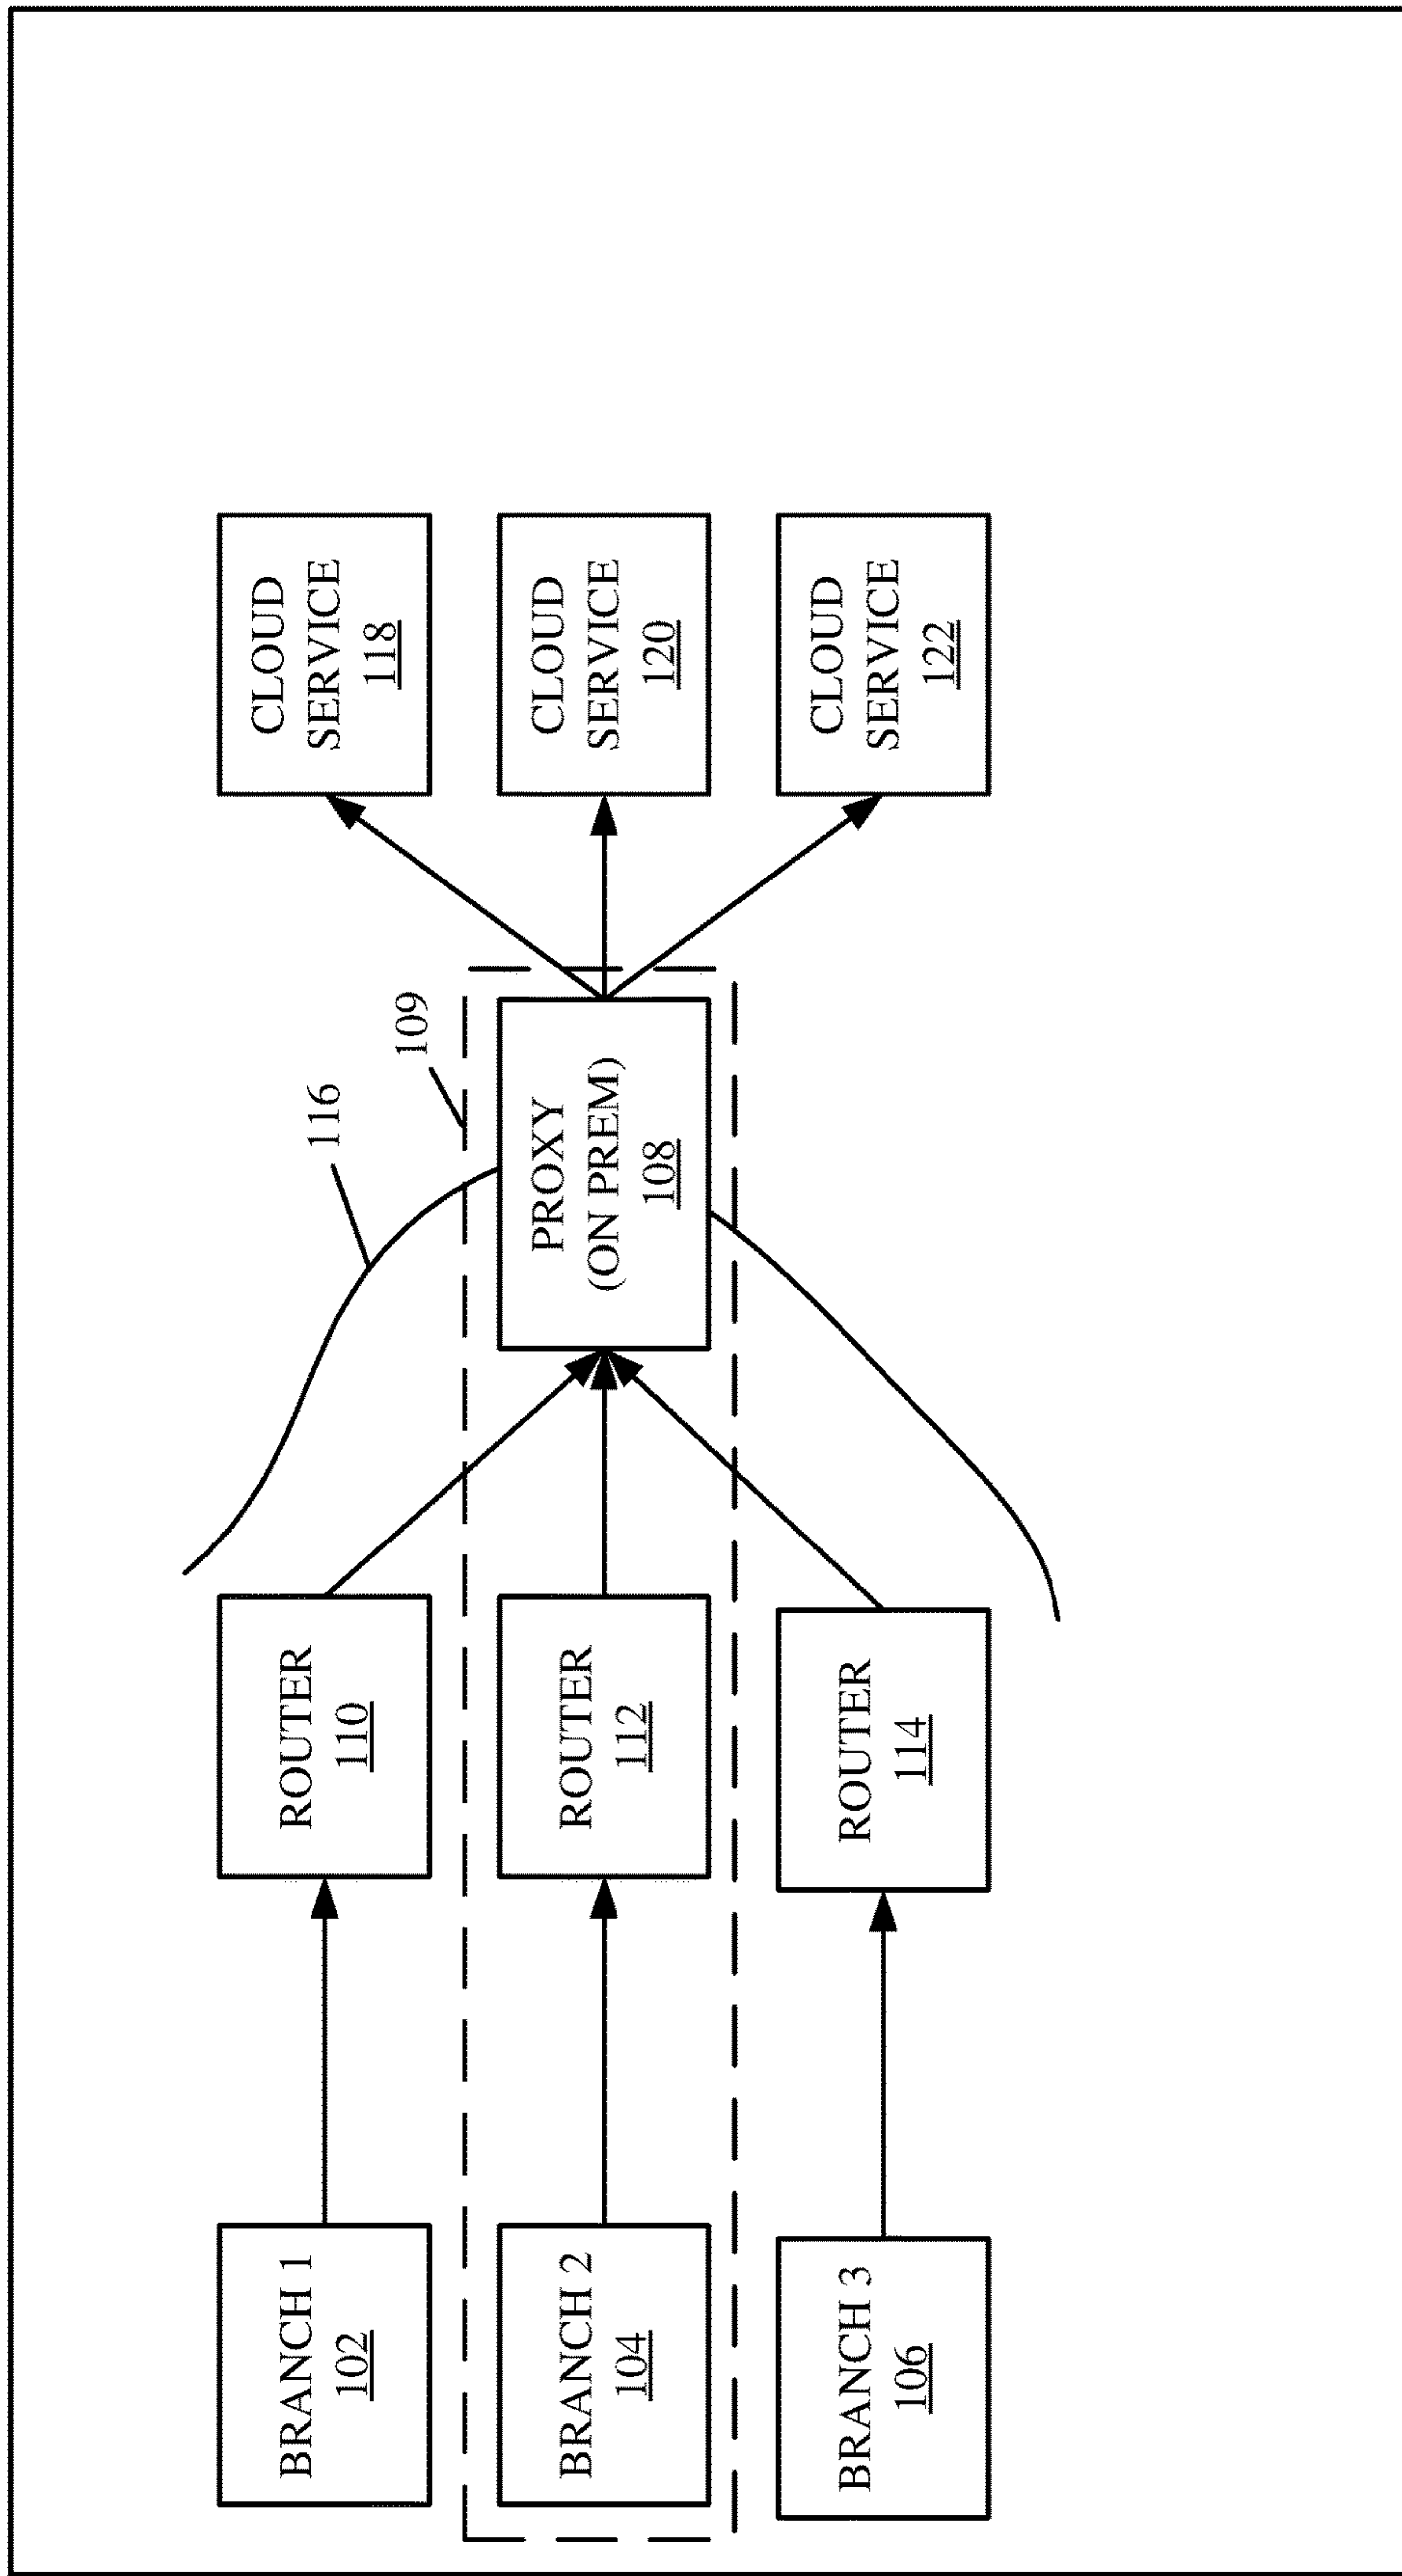 BRANCH 1
102
ROUTER
110
116
CLOUD
SERVICE
118
109
BRANCH 2
104
ROUTER
112
PROXY
(ON PREM)
108
CLOUD
SERVICE
120
BRANCH 3
106
ROUTER
114
CLOUD
SERVICE
122